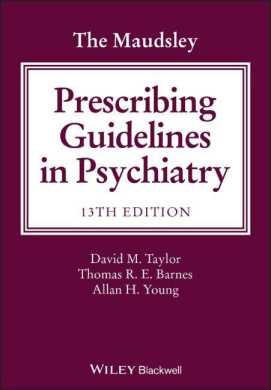 The Maudsley
Prescribing
Guidelines
in Psychiatry
13TH EDITION
David M. Taylor
Thomas R. E. Barnes
Allan H. Young
WILEY Blackwell